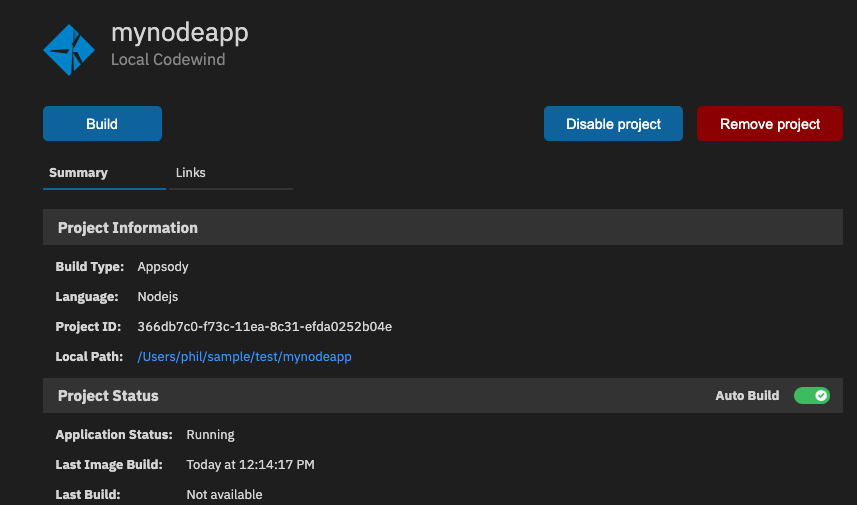 mynodeapp
Local Codewind
Build Disable project Remove project
Summary Links
Project Information
Build Type: Appsody
Language: Nodejs
Project ID: 366db7c0-f73c-11ea-8c31-efda0252b04e
Local Path: /Users/phil/sample/test/mynodeapp
Project Status Auto Build
Application Status: Running
Last Image Build: Today at 12:14:17 PM
Last Build: Not available